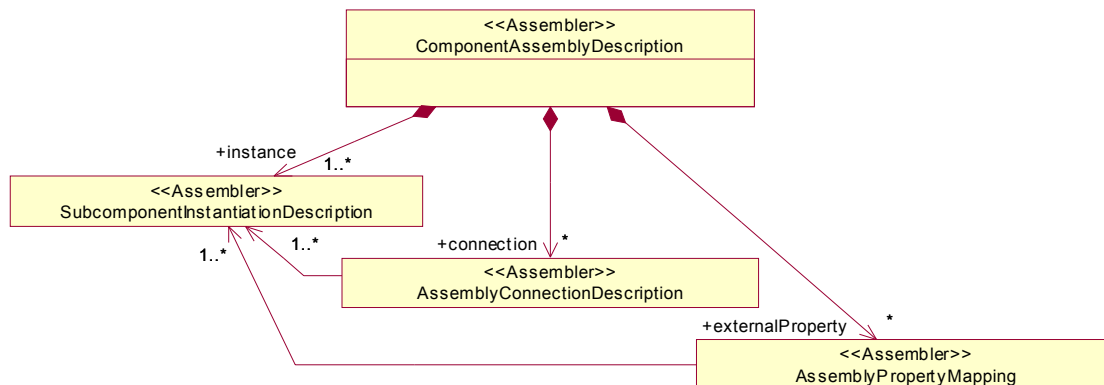 <<Assembler>>
ComponentAssemblyDescription
+instance
1..*
<<Assembler>>
SubcomponentInstantiationDescription
1..*
1..*
+connection
*
<<Assembler>>
AssemblyConnectionDescription
+externalProperty
*
<<Assembler>>
AssemblyPropertyMapping